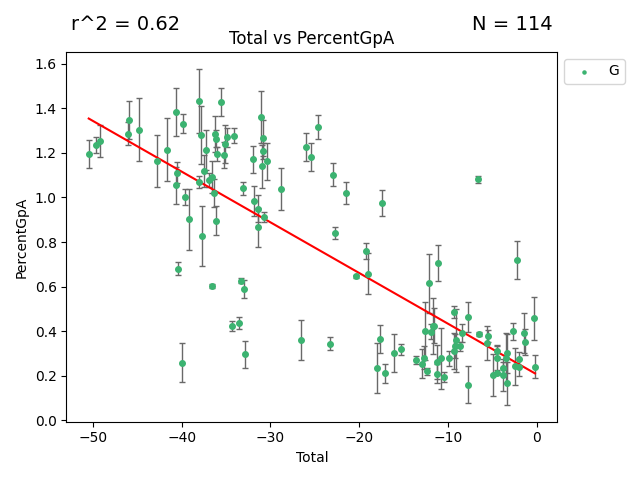 r^2 = 0.62 N = 114
Total vs PercentGpA
G
PercentGpA
1.6
1.4
1.2
1.0
0.8
0.6
0.4
0.2
0.0
−50 −40 −30 −20 −10 0
Total